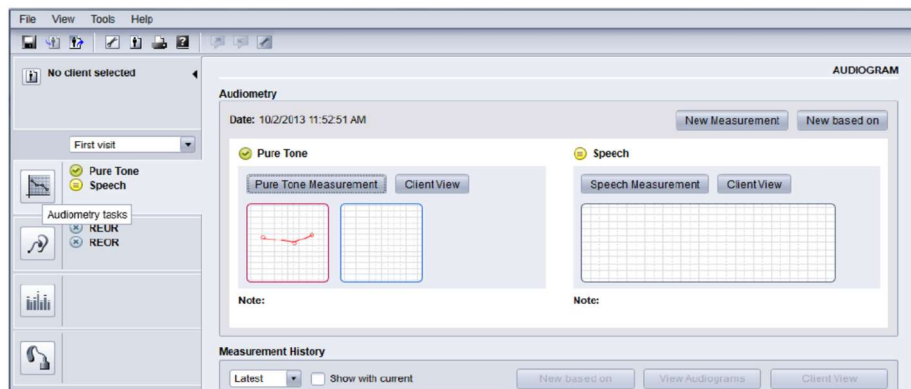 File View Tools Help
No client selected
AUDIOGRAM
Audiometry
Date: 10/2/2013 11:52:51 AM
New Measurement
New based on
First visit
Pure Tone
Speech
Audiometry tasks
REUR
REOR
Pure Tone
Pure Tone Measurement
Client View
Note:
Speech
Speech Measurement
Client View
Note:
Measurement History
Latest
Show with current
New based on
View Audiograms
Client View